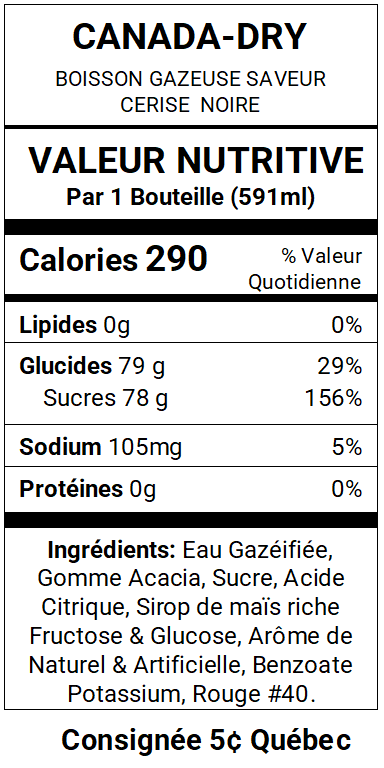 CANADA-DRY
BOISSON GAZEUSE SAVEUR
CERISE NOIRE
VALEUR NUTRITIVE
Par 1 Bouteille (591ml)
Calories 290
% Valeur
Quotidienne
Lipides 0g 0%
Glucides 79 g 29%
Sucres 78 g 156%
Sodium 105mg 5%
Protéines 0g 0%
Ingrédients: Eau Gazéifiée,
Gomme Acacia, Sucre, Acide
Citrique, Sirop de maïs riche
Fructose & Glucose, Arôme de
Naturel & Artificielle, Benzoate
Potassium, Rouge #40.
Consignée 5¢ Québec